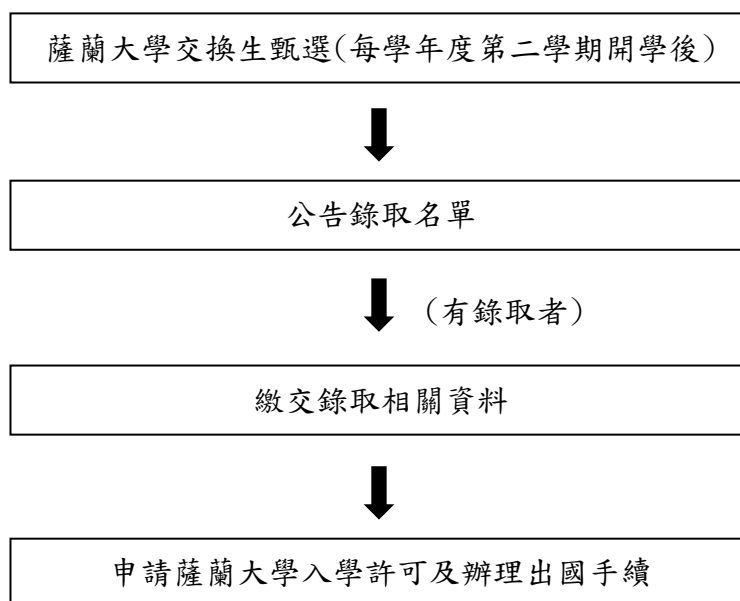 薩蘭大學交換生甄選(每學年度第二學期開學後)
公告錄取名單
(有錄取者)
繳交錄取相關資料
申請薩蘭大學入學許可及辦理出國手續